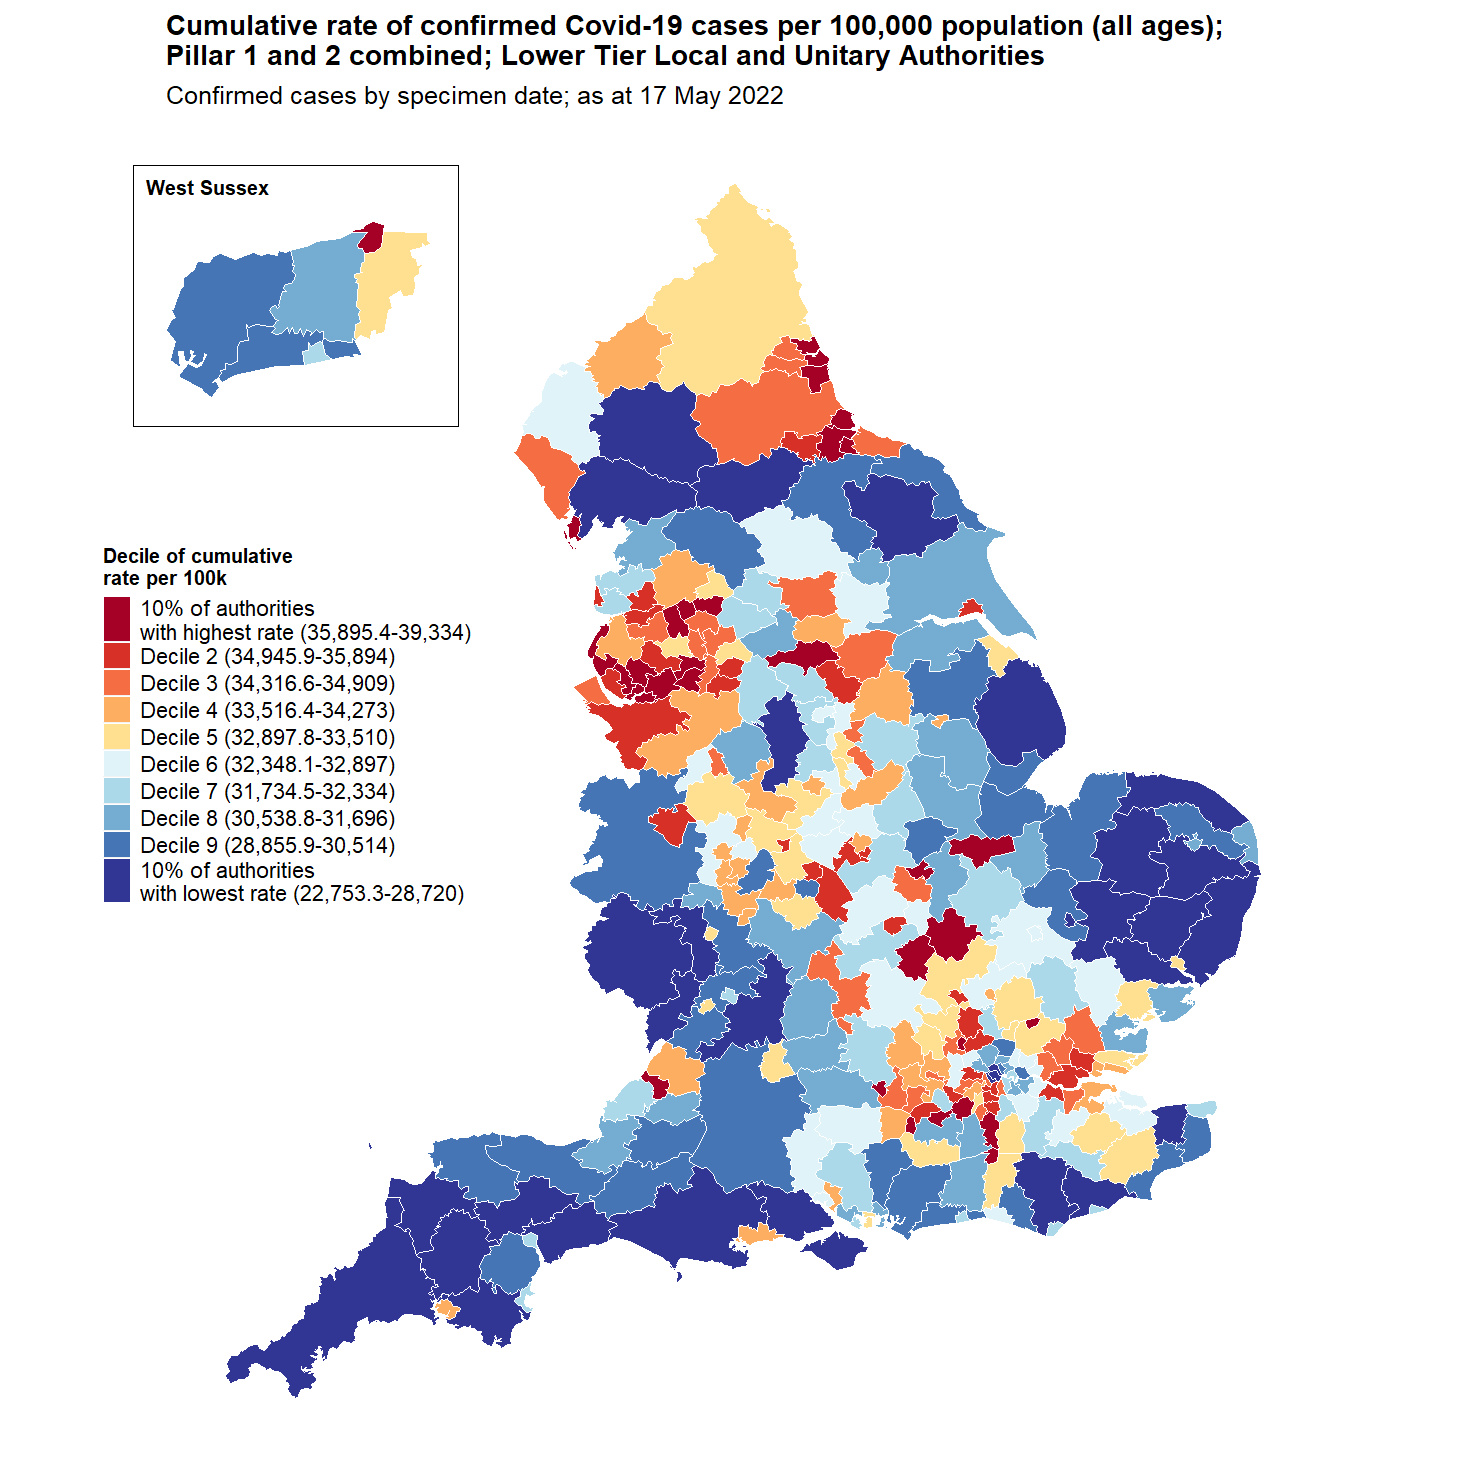 Cumulative rate of confirmed Covid-19 cases per 100,000 population (all ages);
Pillar 1 and 2 combined; Lower Tier Local and Unitary Authorities
Confirmed cases by specimen date; as at 17 May 2022
West Sussex
Decile of cumulative
rate per 100k
10% of authorities
with highest rate (35,895.4-39,334)
Decile 2 (34,945.9-35,894)
Decile 3 (34,316.6-34,909)
Decile 4 (33,516.4-34,273)
Decile 5 (32,897.8-33,510)
Decile 6 (32,348.1-32,897)
Decile 7 (31,734.5-32,334)
Decile 8 (30,538.8-31,696)
Decile 9 (28,855.9-30,514)
10% of authorities
with lowest rate (22,753.3-28,720)